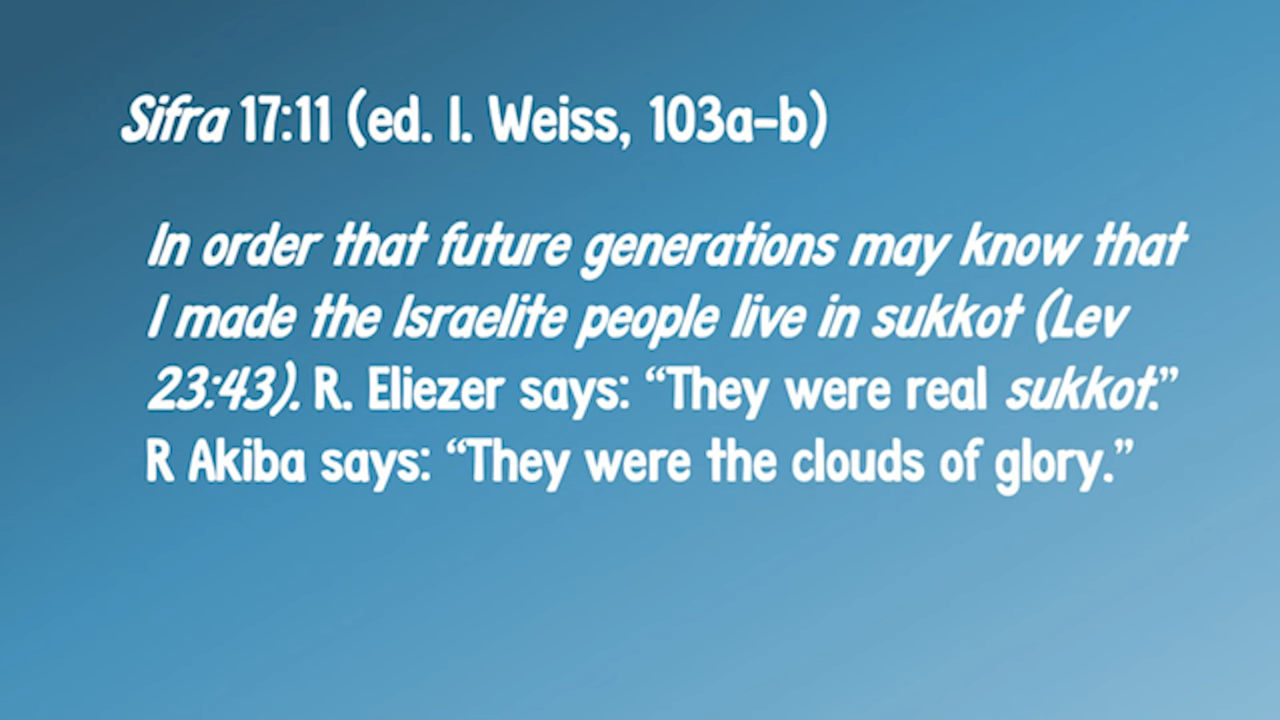 Sifra 17:11 (ed. I. Weiss, 103a–b)
In order that future generations may know that
I made the Israelite people live in sukkot (Lev
23:43). R. Eliezer says: “They were real sukkot.”
R Akiba says: “They were the clouds of glory.”